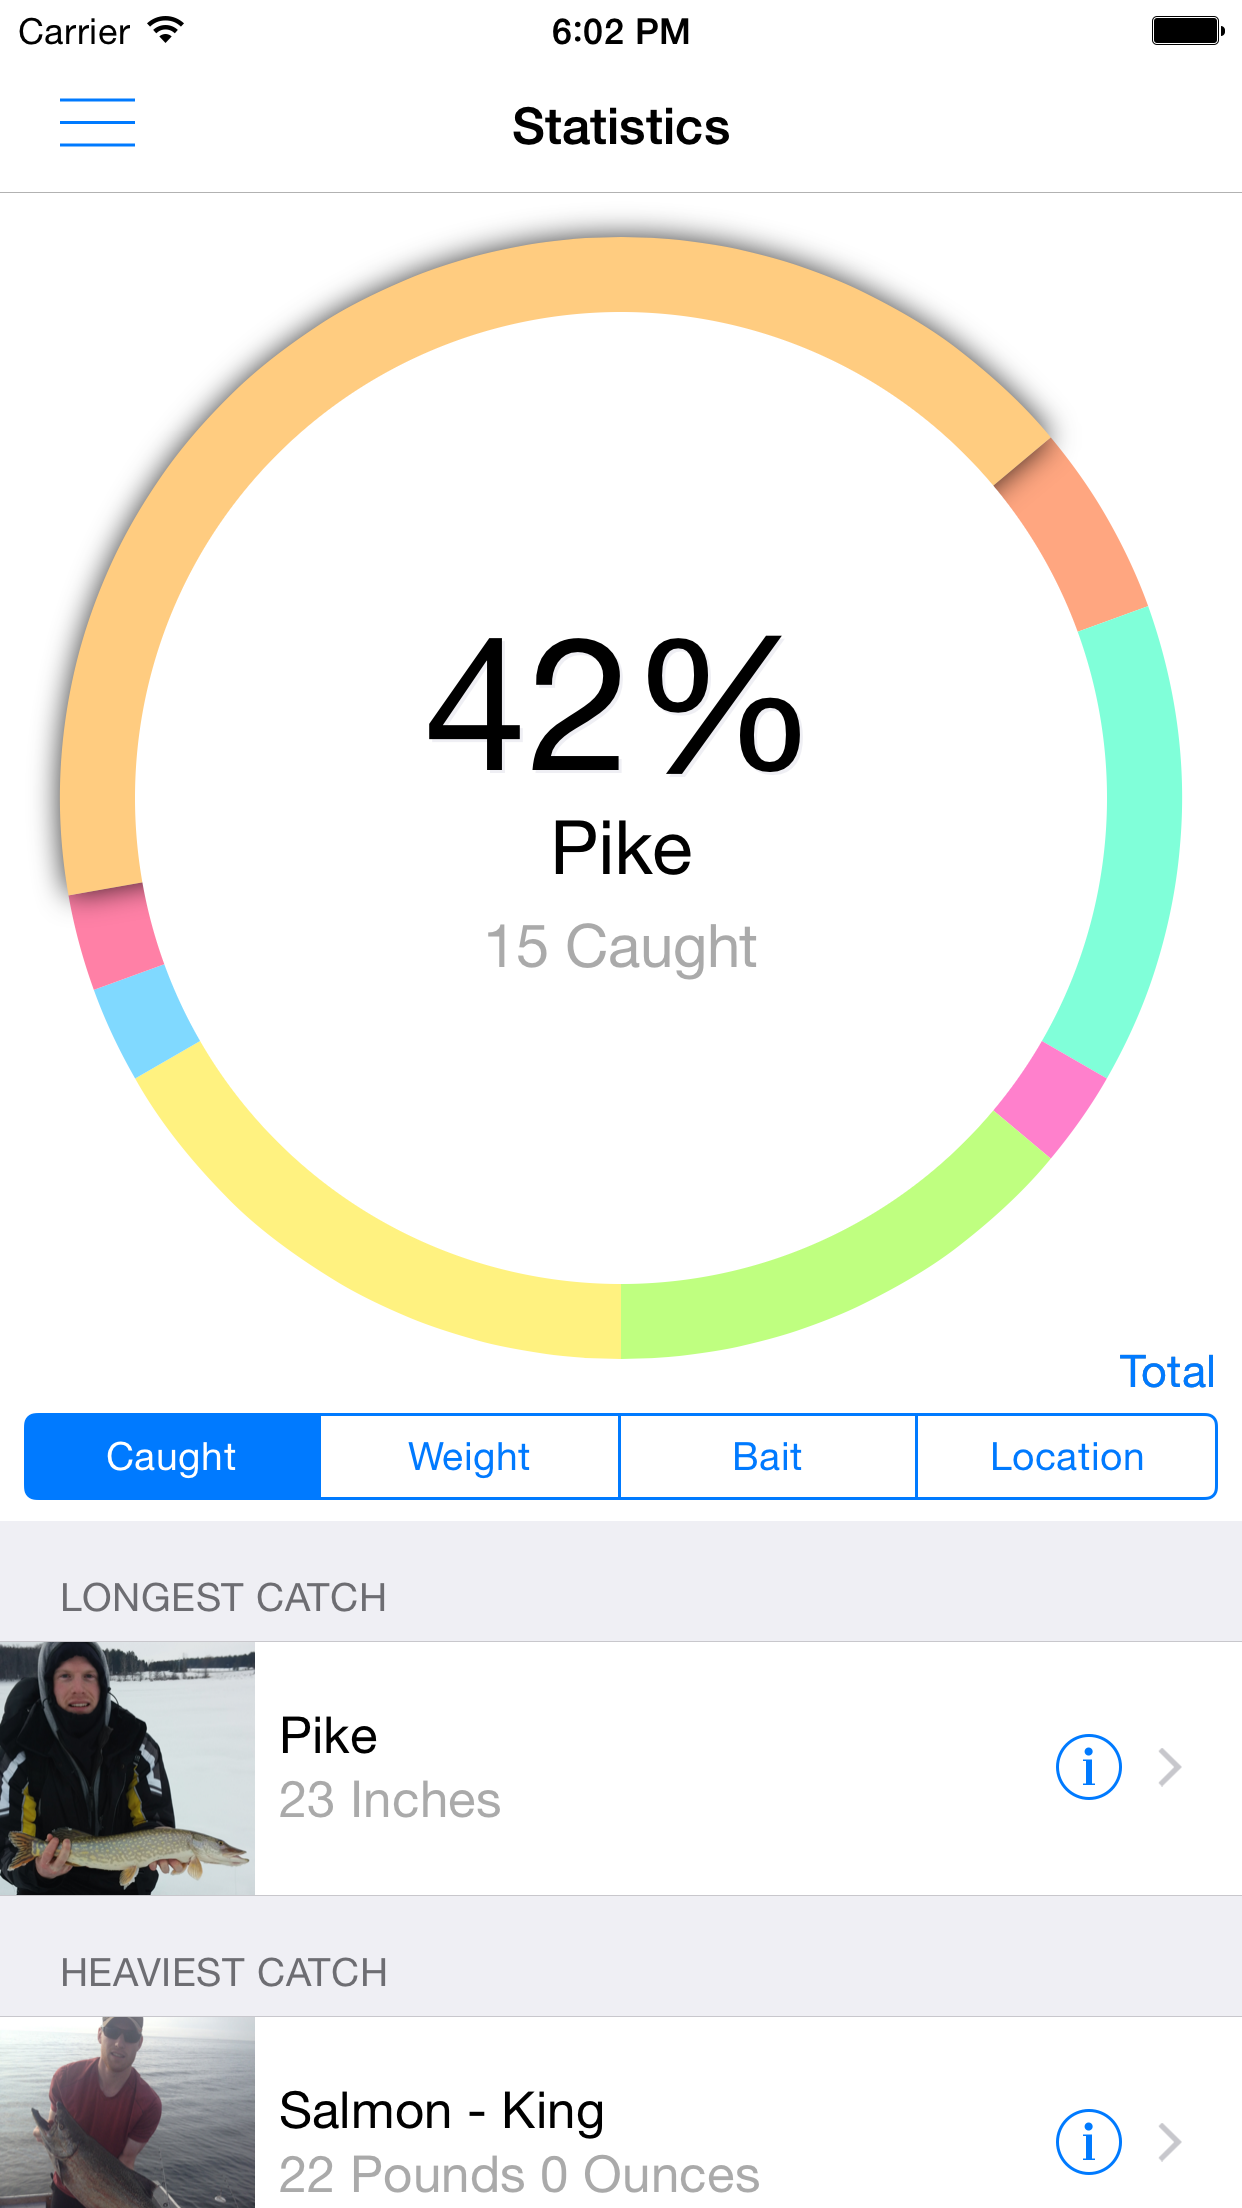 Carrier 6:02 PM
Statistics
42%
Pike
15 Caught
Total
Caught Weight Bait Location
LONGEST CATCH
Pike
23 Inches
i
HEAVIEST CATCH
Salmon - King
22 Pounds 0 Ounces
i